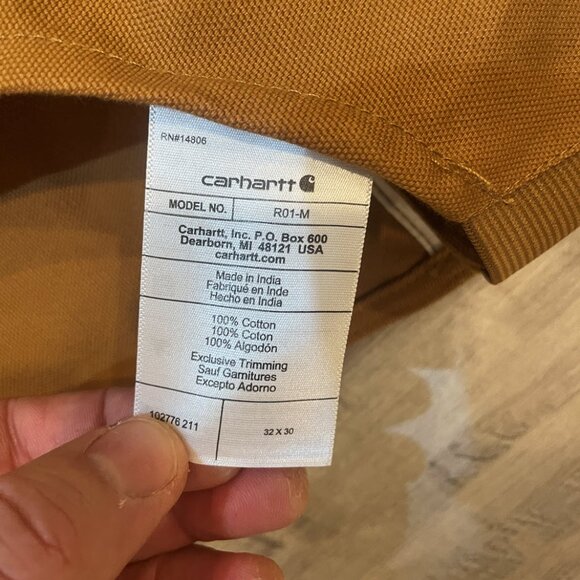 RN#14806
carhartt
MODEL NO. R01-M
Carhartt, Inc. P.O. Box 600
Dearborn, MI 48121 USA
carhartt.com
Made in India
Fabriqué en Inde
Hecho en India
100% Cotton
100% Coton
100% Algodón
Exclusive Trimming
Sauf Garnitures
Excepto Adorno
102776 211 32 X 30